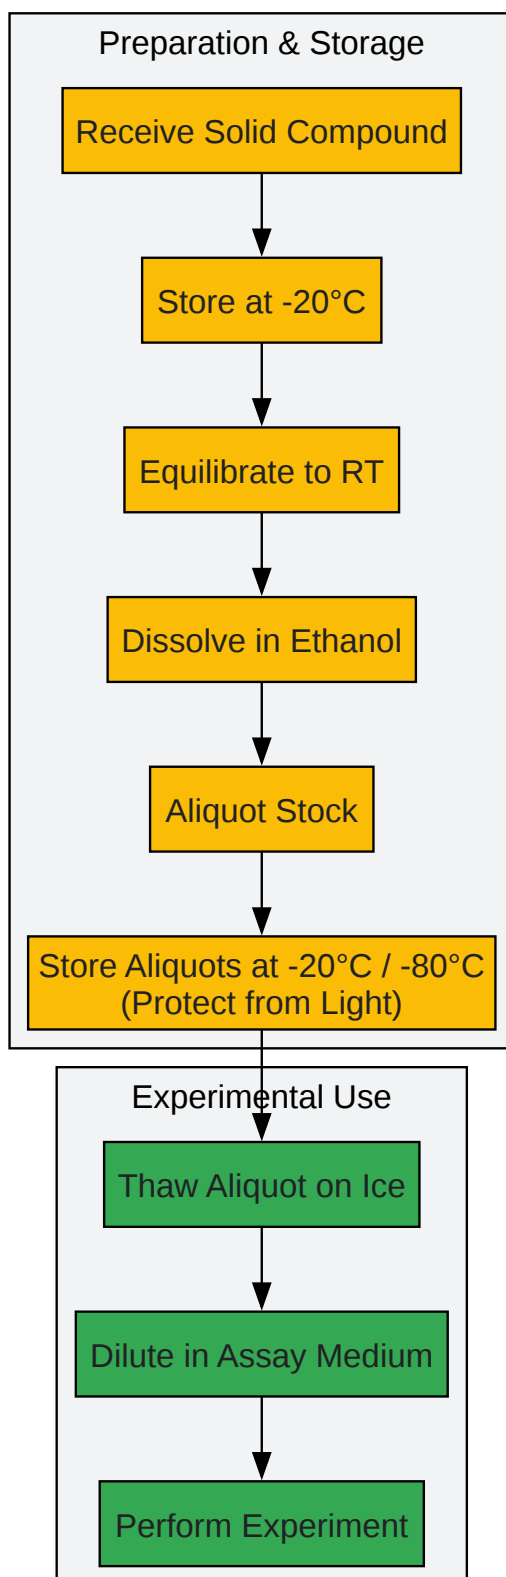 Preparation & Storage
Receive Solid Compound
Store at -20°C
Equilibrate to RT
Dissolve in Ethanol
Aliquot Stock
Store Aliquots at -20°C / -80°C
(Protect from Light)
Experimental Use
Thaw Aliquot on Ice
Dilute in Assay Medium
Perform Experiment